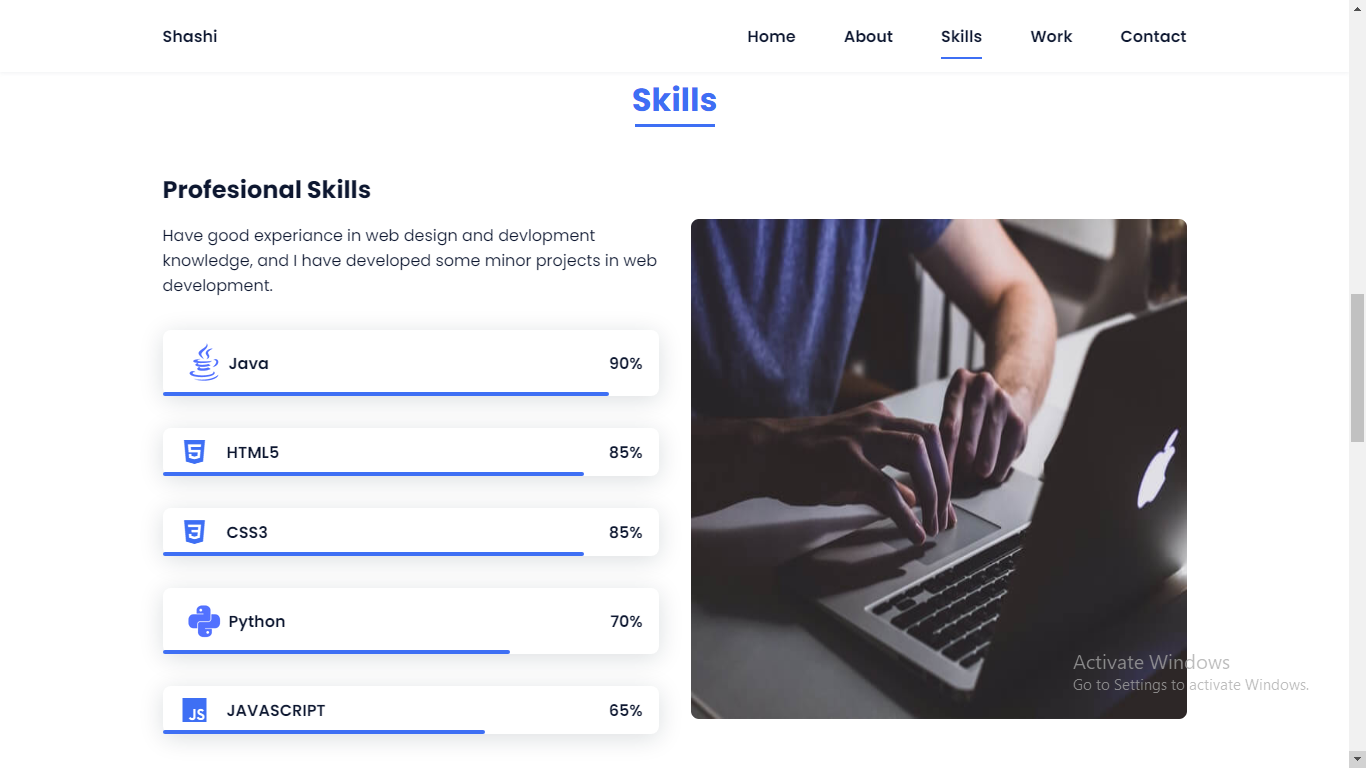 Shashi
Home About Skills Work Contact
Skills
Profesional Skills
Have good experiance in web design and devlopment
knowledge, and I have developed some minor projects in web
development.
Java 90%
HTML5 85%
CSS3 85%
Python 70%
JS JAVASCRIPT 65%
Activate Windows
Go to Settings to activate Windows.